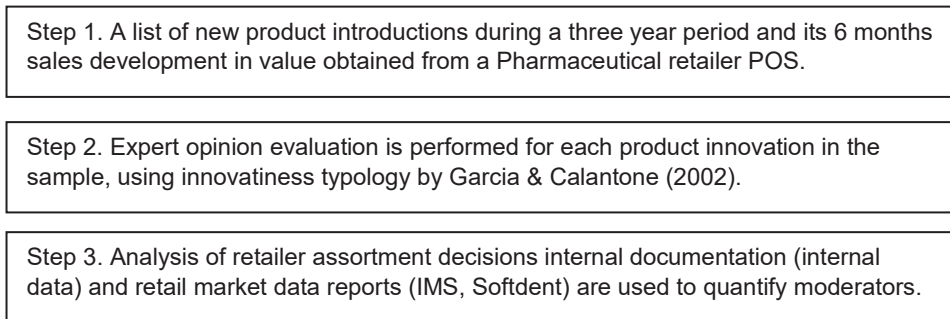 Step 1. A list of new product introductions during a three year period and its 6 months
sales development in value obtained from a Pharmaceutical retailer POS.
Step 2. Expert opinion evaluation is performed for each product innovation in the
sample, using innovatiness typology by Garcia & Calantone (2002).
Step 3. Analysis of retailer assortment decisions internal documentation (internal
data) and retail market data reports (IMS, Softdent) are used to quantify moderators.